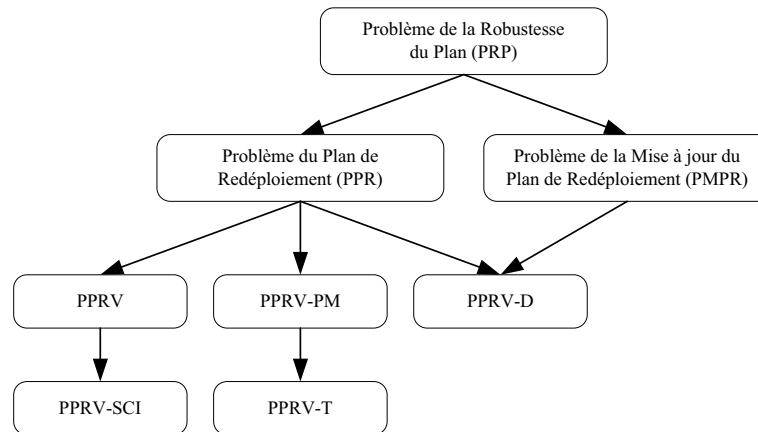 Problème de la Robustesse
du Plan (PRP)
Problème du Plan de
Redéploiement (PPR)
Problème de la Mise à jour du
Plan de Redéploiement (PMPR)
PPRV
PPRV-PM
PPRV-D
PPRV-SCI
PPRV-T